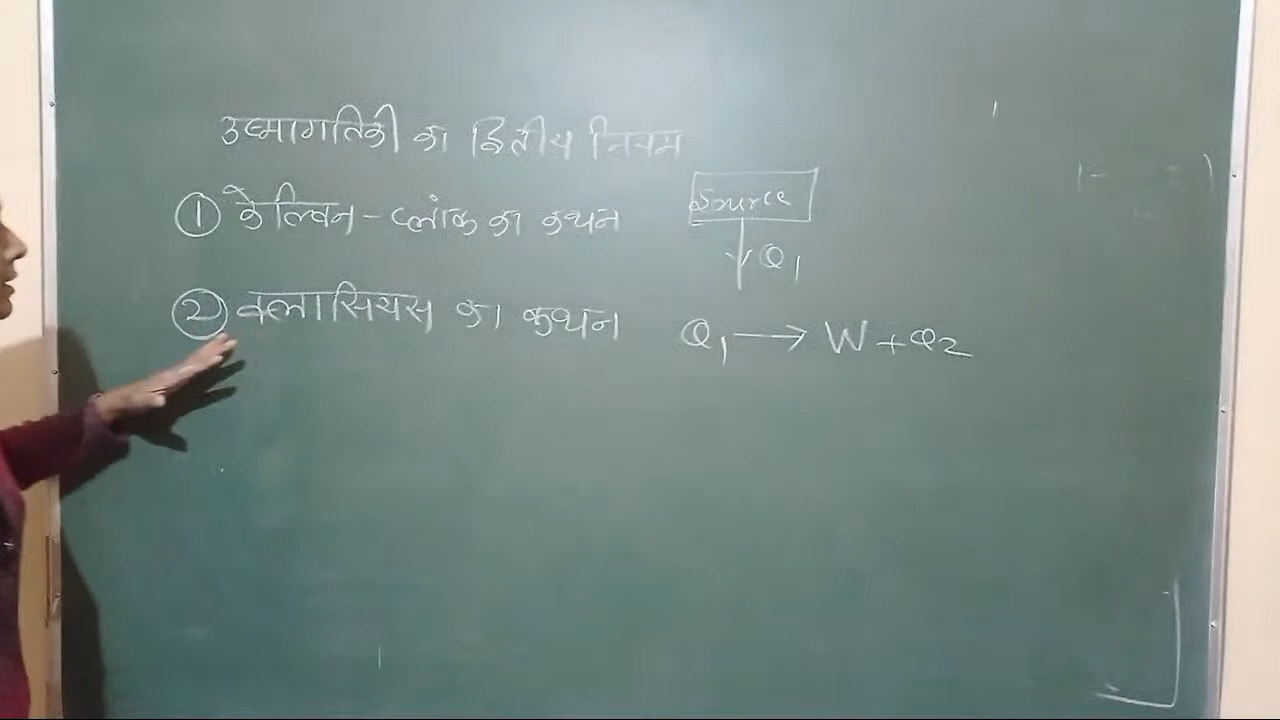 उष्मागतिकी का द्वितीय नियम
① केल्विन - प्लांक का कथन
Source
Q₁
② क्लासियस का कथन
Q₁ → W + Q₂